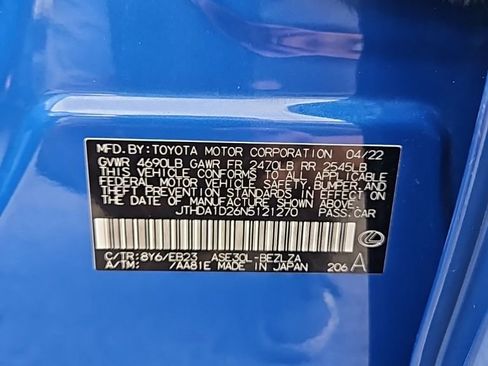 MFD. BY: TOYOTA MOTOR CORPORATION 04/22
GVWR 4690LB GAWR FR 2470LB RR 2545LB
THIS VEHICLE CONFORMS TO ALL APPLICABLE
FEDERAL MOTOR VEHICLE SAFETY, BUMPER, AND
THEFT PREVENTION STANDARDS IN EFFECT ON
THE DATE OF MANUFACTURE SHOWN ABOVE.
JTHDA1D26N5121270 PASS.CAR
C/TR: 8Y6/EB23 ASE30L-BEZLZA
A/TM: /AA81E MADE IN JAPAN 206 A